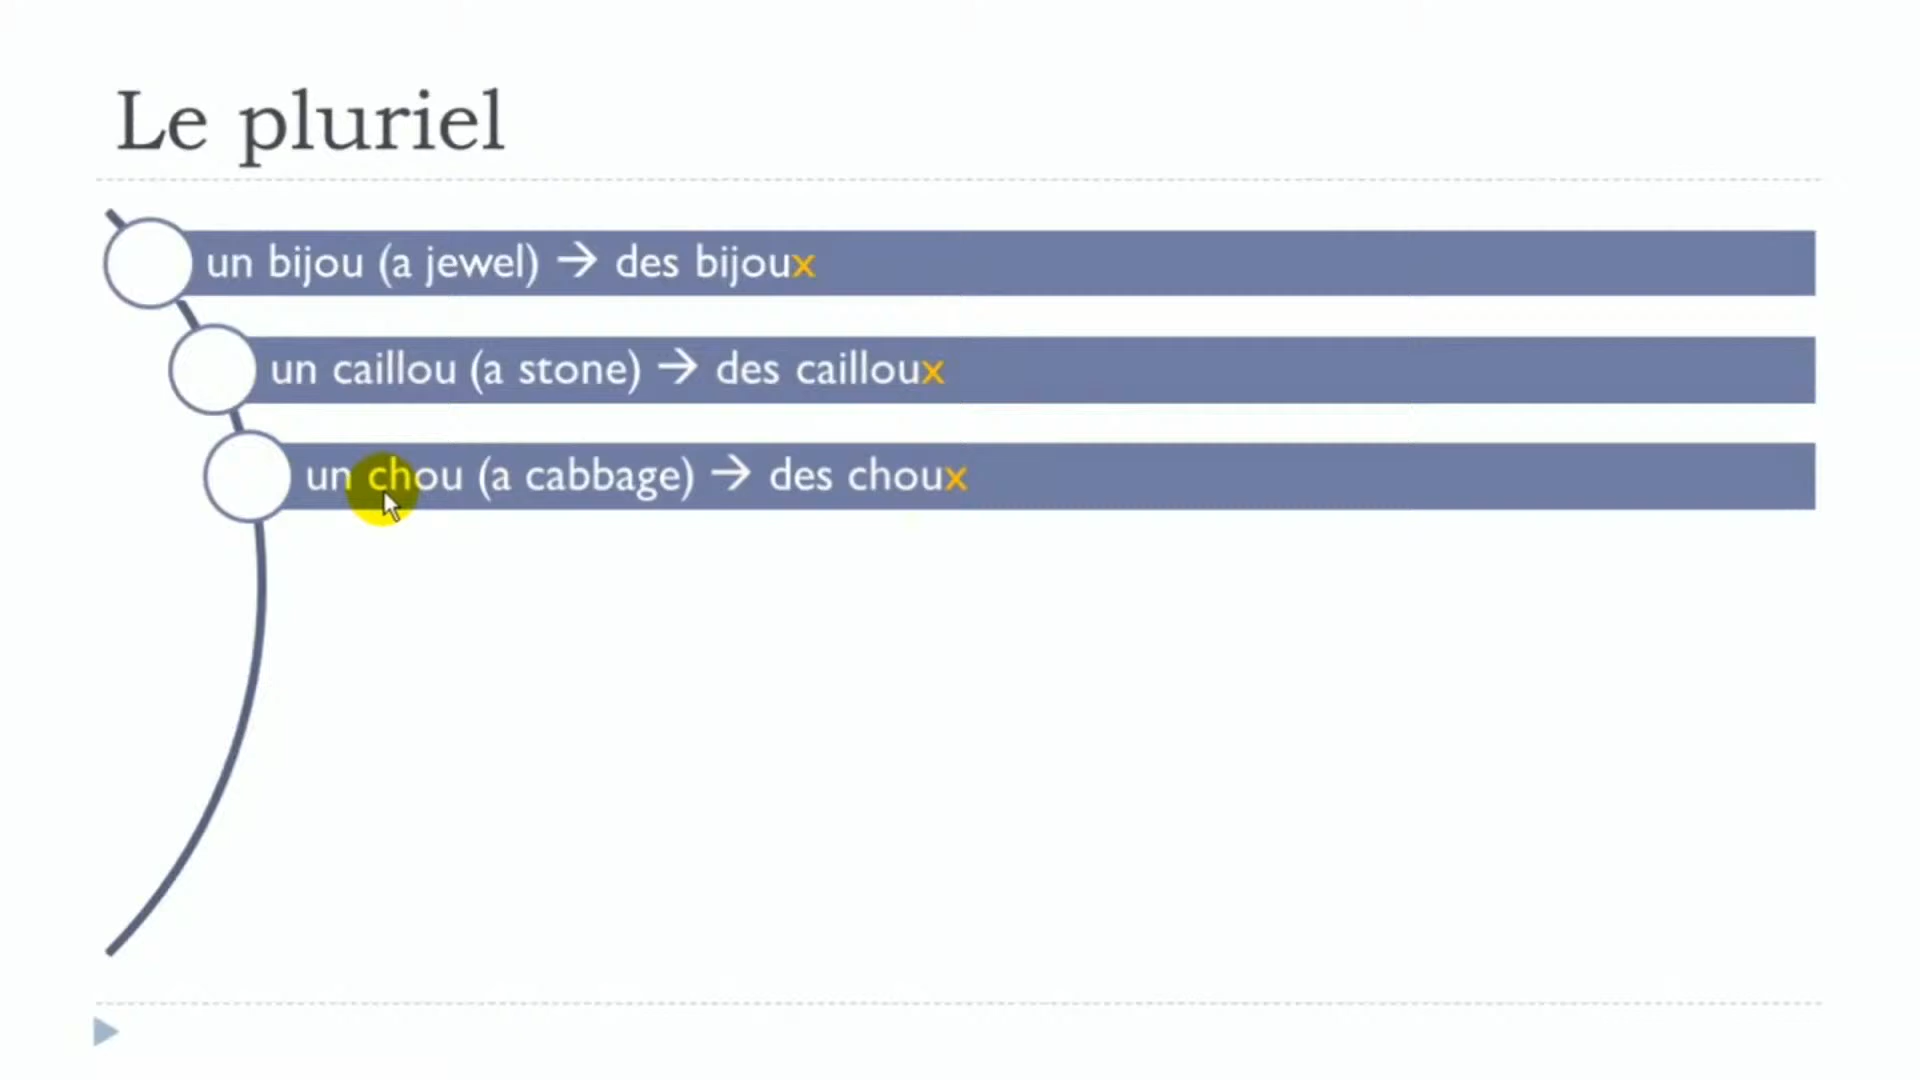 Le pluriel
un bijou (a jewel) → des bijoux
un caillou (a stone) → des cailloux
un chou (a cabbage) → des choux